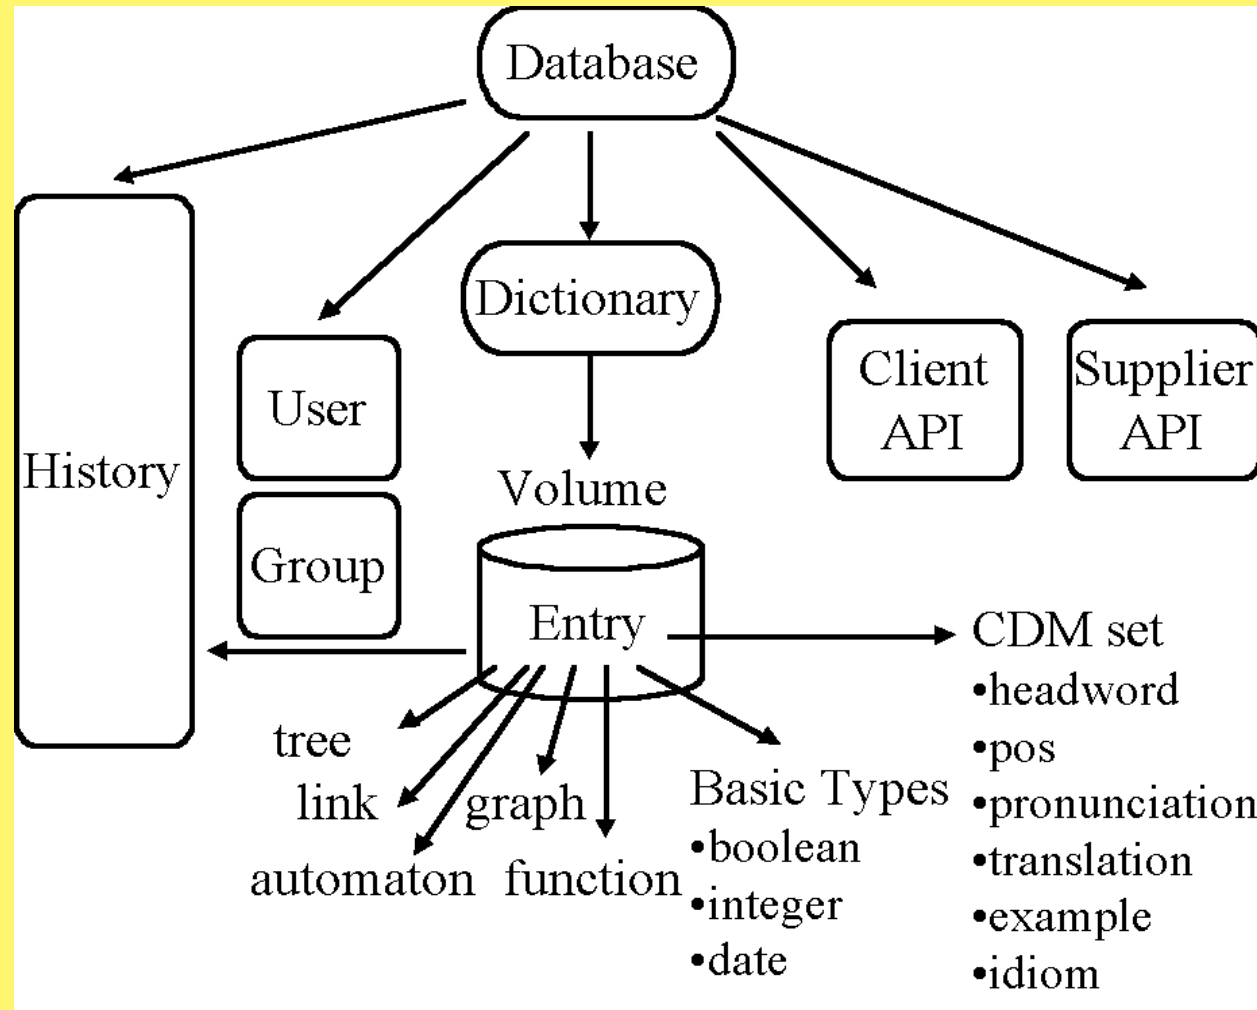 Database
Dictionary
Client
API
Supplier
API
User
History
Volume
Group
Entry
CDM set
•headword
•pos
•pronunciation
•translation
•example
•idiom
tree
link
graph
automaton
function
Basic Types
•boolean
•integer
•date